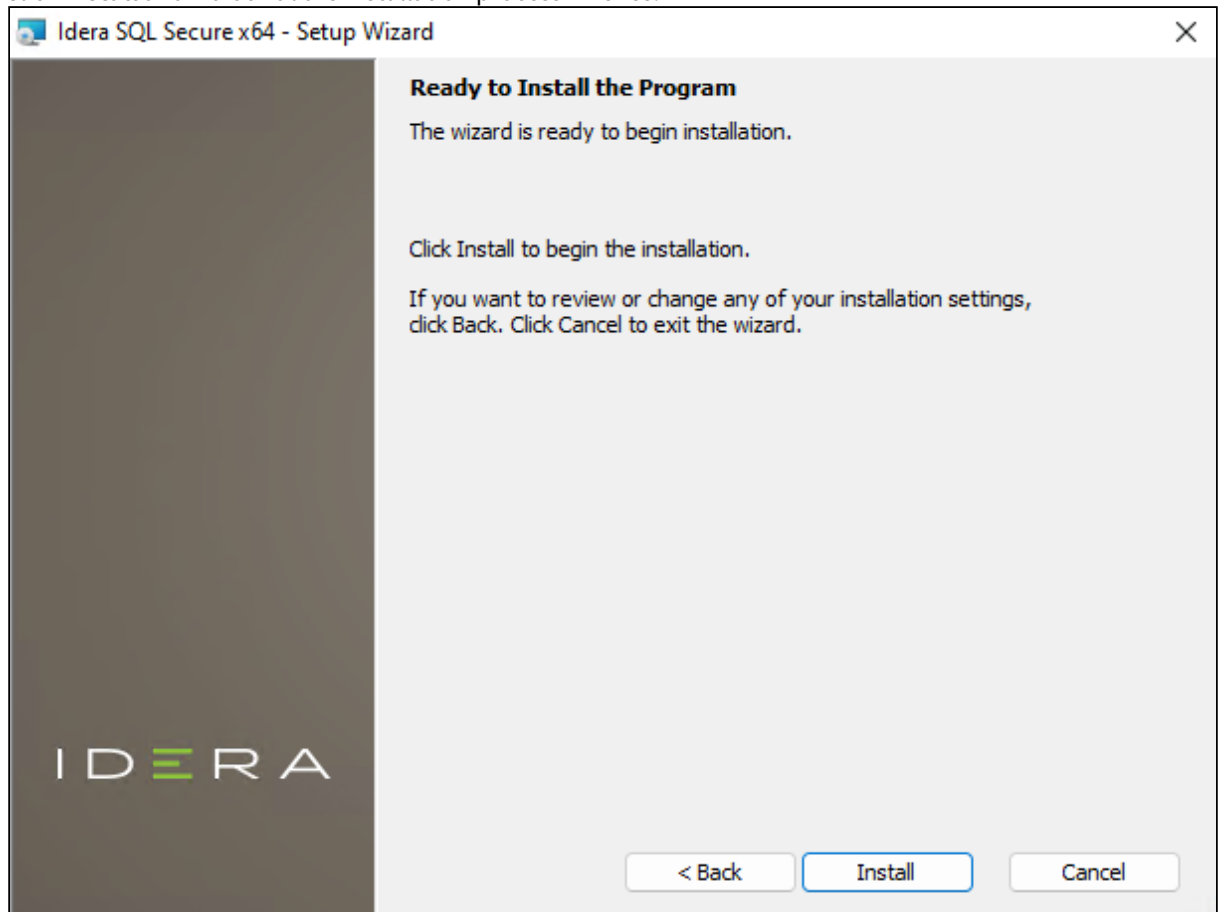 Idera SQL Secure x64 - Setup Wizard
Ready to Install the Program
The wizard is ready to begin installation.
Click Install to begin the installation.
If you want to review or change any of your installation settings,
click Back. Click Cancel to exit the wizard.
IDERA
< Back
Install
Cancel